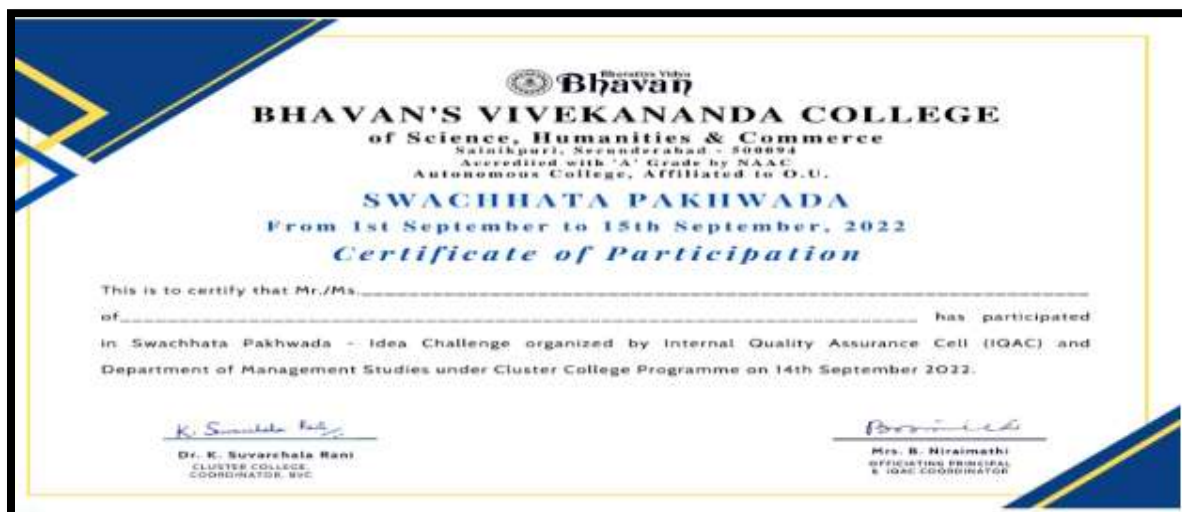 Bharatiya Vidya
Bhavan
BHAVAN'S VIVEKANANDA COLLEGE
of Science, Humanities & Commerce
Sainikpuri, Secunderabad - 500094
Accredited with 'A' Grade by NAAC
Autonomous College, Affiliated to O.U.
SWACHHATA PAKHWADA
From 1st September to 15th September, 2022
Certificate of Participation
This is to certify that Mr./Ms.
of has participated
in Swachhata Pakhwada - Idea Challenge organized by Internal Quality Assurance Cell (IQAC) and
Department of Management Studies under Cluster College Programme on 14th September 2022.
Dr. K. Suvarchala Rani
CLUSTER COLLEGE,
COORDINATOR, BVC
Mrs. B. Niraimathi
OFFICIATING PRINCIPAL
& IQAC COORDINATOR